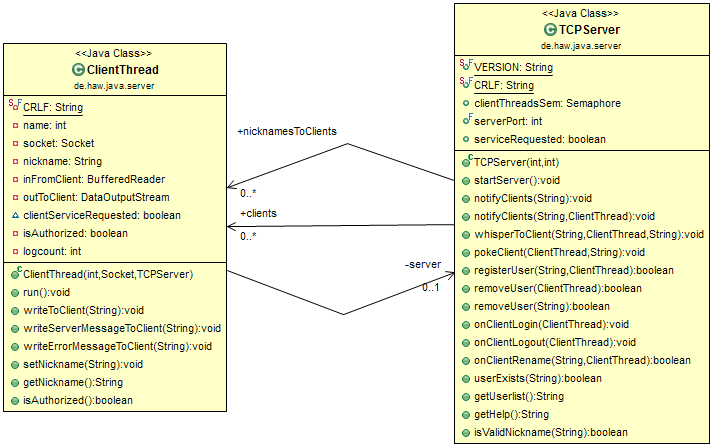 <<Java Class>>
ClientThread
de.haw.java.server
CRLF: String
name: int
socket: Socket
nickname: String
inFromClient: BufferedReader
outToClient: DataOutputStream
clientServiceRequested: boolean
isAuthorized: boolean
logcount: int
ClientThread(int,Socket,TCPServer)
run():void
writeToClient(String):void
writeServerMessageToClient(String):void
writeErrorMessageToClient(String):void
setNickname(String):void
getNickname():String
isAuthorized():boolean
+nicknamesToClients
0..*
+clients
0..*
-server
0..1
<<Java Class>>
TCPServer
de.haw.java.server
VERSION: String
CRLF: String
clientThreadsSem: Semaphore
serverPort: int
serviceRequested: boolean
TCPServer(int,int)
startServer():void
notifyClients(String):void
notifyClients(String,ClientThread):void
whisperToClient(String,ClientThread,String):void
pokeClient(ClientThread,String):void
registerUser(String,ClientThread):boolean
removeUser(ClientThread):boolean
removeUser(String):boolean
onClientLogin(ClientThread):void
onClientLogout(ClientThread):void
onClientRename(String,ClientThread):boolean
userExists(String):boolean
getUserlist():String
getHelp():String
isValidNickname(String):boolean